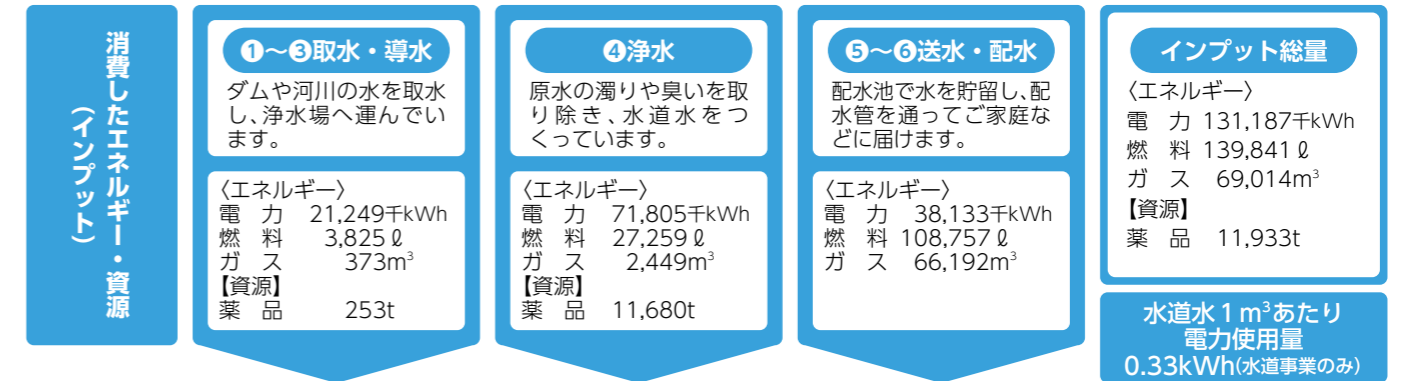 消費したエネルギー・資源
（インプット）
❶〜❸取水・導水
ダムや河川の水を取水
し、浄水場へ運んでい
ます。
〈エネルギー〉
電　力　21,249千kWh
燃　料　3,825ℓ
ガ　ス　373m³
【資源】
薬　品　253t
❹浄水
原水の濁りや臭いを取
り除き、水道水をつ
くっています。
〈エネルギー〉
電　力　71,805千kWh
燃　料　27,259ℓ
ガ　ス　2,449m³
【資源】
薬　品　11,680t
❺〜❻送水・配水
配水池で水を貯留し、配
水管を通ってご家庭な
どに届けます。
〈エネルギー〉
電　力　38,133千kWh
燃　料　108,757ℓ
ガ　ス　66,192m³
インプット総量
〈エネルギー〉
電　力　131,187千kWh
燃　料　139,841ℓ
ガ　ス　69,014m³
【資源】
薬　品　11,933t
水道水１m³あたり
電力使用量
0.33kWh(水道事業のみ)